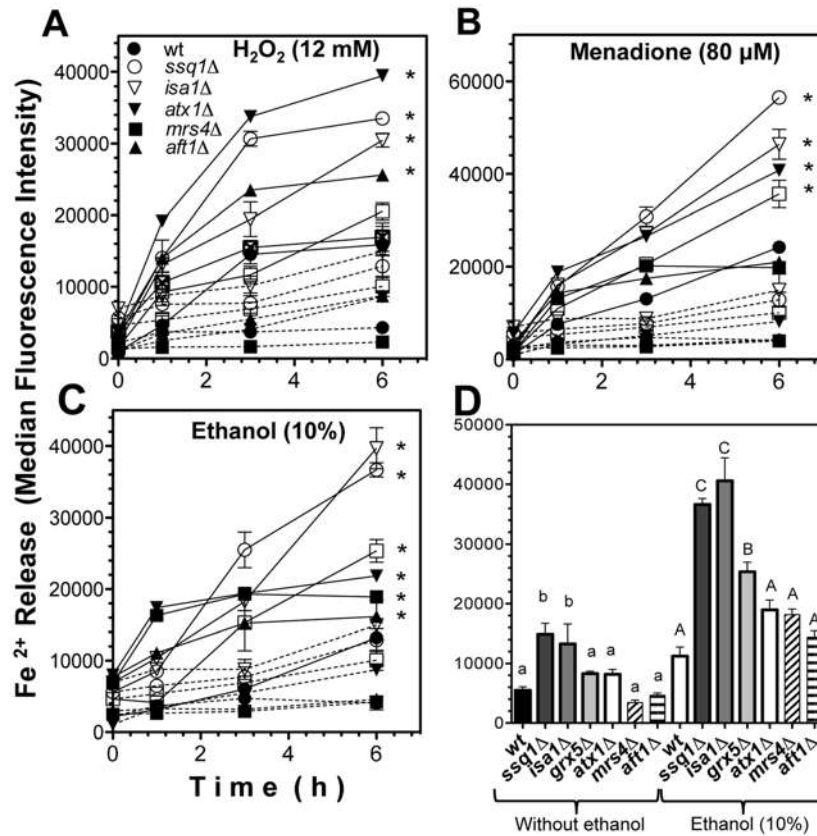 A
H₂O₂ (12 mM)
wt
ssq1Δ
isa1Δ
atx1Δ
mrs4Δ
aft1Δ
40000
30000
20000
10000
0
0 2 4 6
*
*
*
*
B
Menadione (80 µM)
60000
40000
20000
0
0 2 4 6
*
*
*
*
C
Ethanol (10%)
40000
30000
20000
10000
0
0 2 4 6
*
*
*
*
*
*
Fe²⁺ Release (Median Fluorescence Intensity)
Time (h)
D
50000
40000
30000
20000
10000
0
a b b a a a a A C C B A A A
wt ssq1Δ isa1Δ grx5Δ atx1Δ mrs4Δ aft1Δ wt ssq1Δ isa1Δ grx5Δ atx1Δ mrs4Δ aft1Δ
Without ethanol Ethanol (10%)